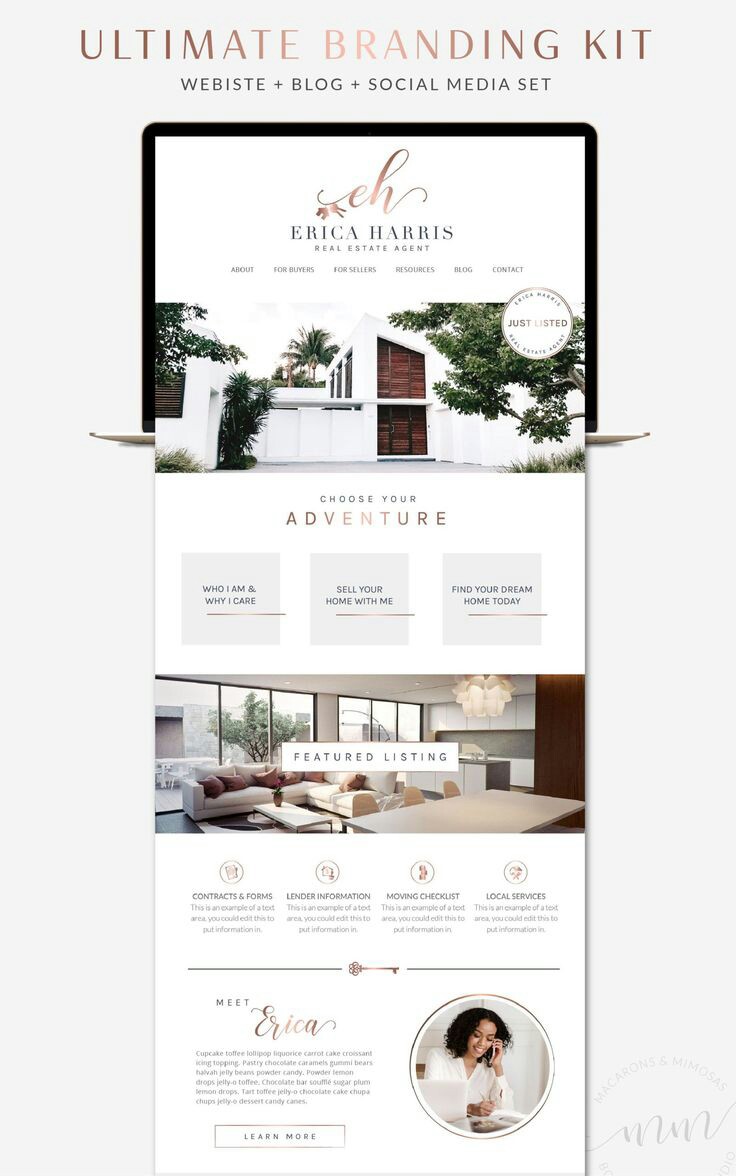 ULTIMATE BRANDING KIT
WEBISTE + BLOG + SOCIAL MEDIA SET
eh
ERICA HARRIS
REAL ESTATE AGENT
ABOUT FOR BUYERS FOR SELLERS RESOURCES BLOG CONTACT
ERICA HARRIS
JUST LISTED
REAL ESTATE AGENT
CHOOSE YOUR
ADVENTURE
WHO I AM &
WHY I CARE
SELL YOUR
HOME WITH ME
FIND YOUR DREAM
HOME TODAY
FEATURED LISTING
CONTRACTS & FORMS
This is an example of a text
area, you could edit this to
put information in.
LENDER INFORMATION
This is an example of a text
area, you could edit this to
put information in.
MOVING CHECKLIST
This is an example of a text
area, you could edit this to
put information in.
LOCAL SERVICES
This is an example of a text
area, you could edit this to
put information in.
MEET
Erica
Cupcake toffee lollipop liquorice carrot cake croissant
icing topping. Pastry chocolate caramels gummi bears
halvah jelly beans powder candy. Powder lemon
drops jelly-o toffee. Chocolate bar soufflé sugar plum
lemon drops. Tart toffee jelly-o chocolate cake chupa
chups jelly-o dessert candy canes.
LEARN MORE
MACARONS & MIMOSAS
mm